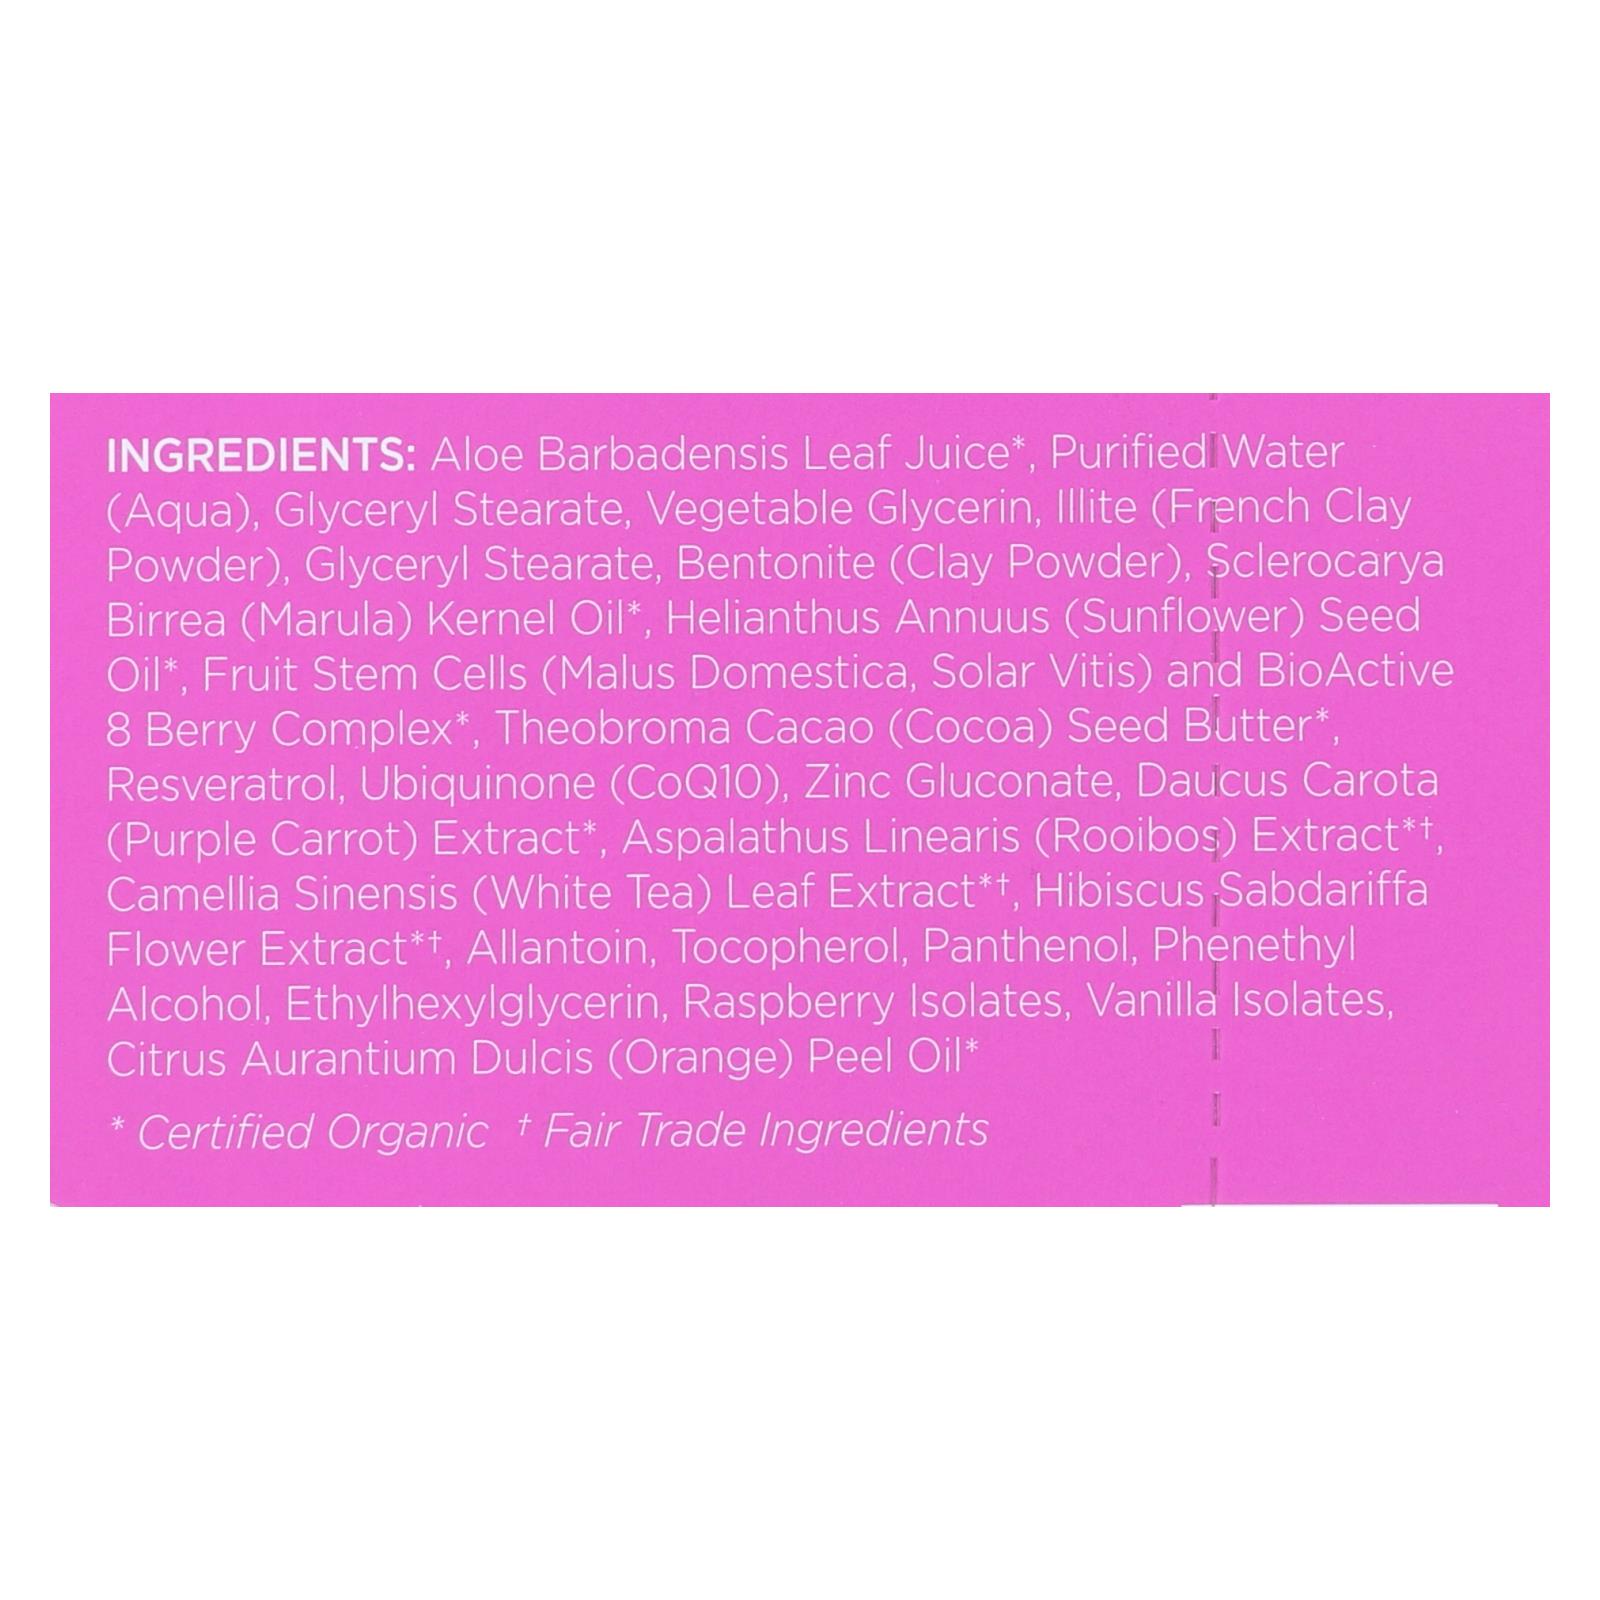 INGREDIENTS: Aloe Barbadensis Leaf Juice*, Purified Water
(Aqua), Glyceryl Stearate, Vegetable Glycerin, Illite (French Clay
Powder), Glyceryl Stearate, Bentonite (Clay Powder), Sclerocarya
Birrea (Marula) Kernel Oil*, Helianthus Annuus (Sunflower) Seed
Oil*, Fruit Stem Cells (Malus Domestica, Solar Vitis) and BioActive
8 Berry Complex*, Theobroma Cacao (Cocoa) Seed Butter*,
Resveratrol, Ubiquinone (CoQ10), Zinc Gluconate, Daucus Carota
(Purple Carrot) Extract*, Aspalathus Linearis (Rooibos) Extract*†,
Camellia Sinensis (White Tea) Leaf Extract*†, Hibiscus Sabdariffa
Flower Extract*†, Allantoin, Tocopherol, Panthenol, Phenethyl
Alcohol, Ethylhexylglycerin, Raspberry Isolates, Vanilla Isolates,
Citrus Aurantium Dulcis (Orange) Peel Oil*
* Certified Organic † Fair Trade Ingredients